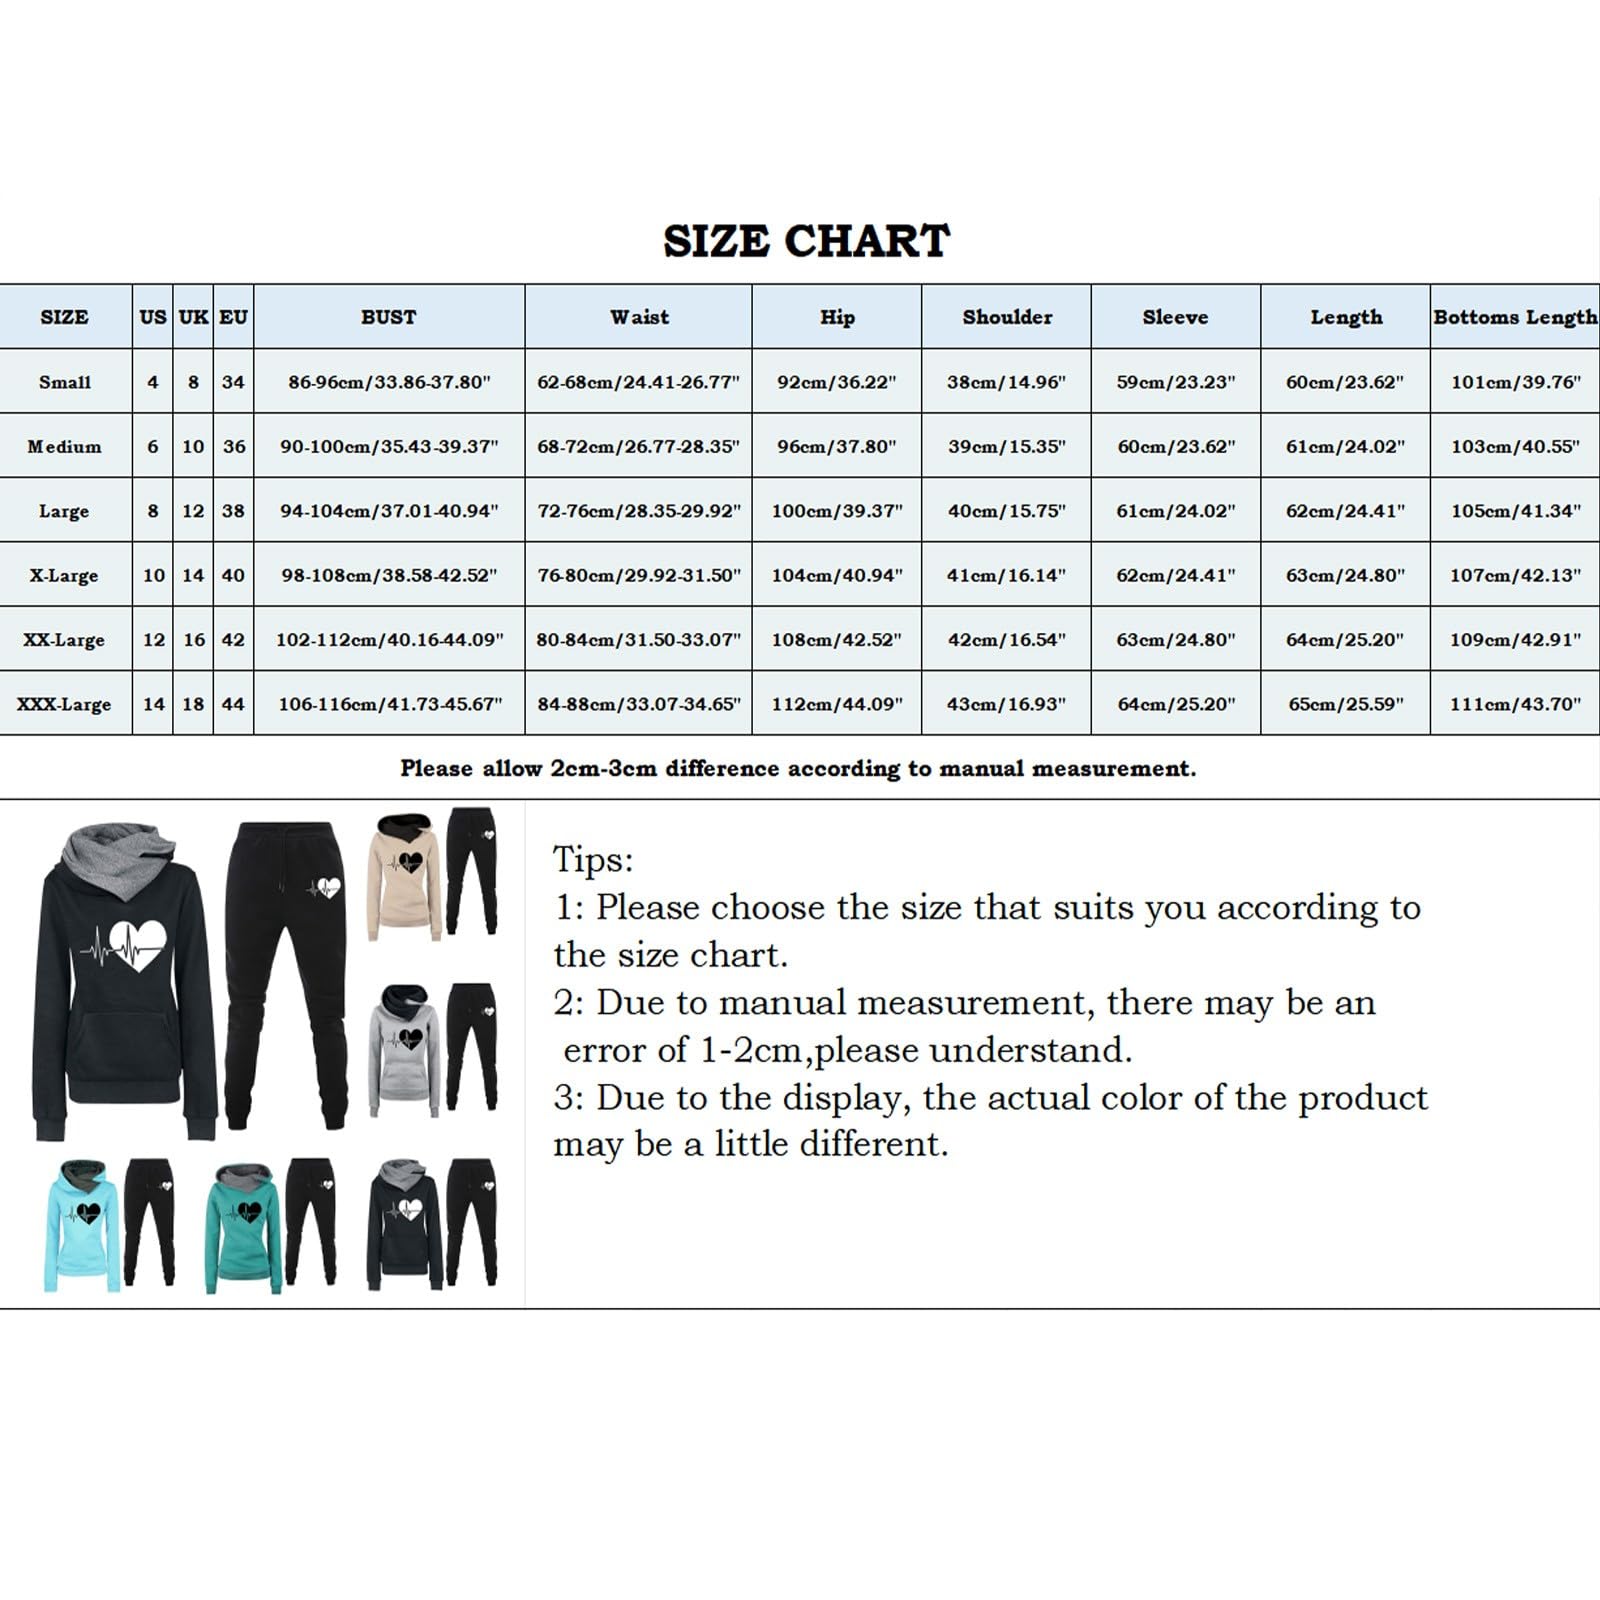 SIZE CHART
SIZE US UK EU BUST Waist Hip Shoulder Sleeve Length Bottoms Length
Small 4 8 34 86-96cm/33.86-37.80" 62-68cm/24.41-26.77" 92cm/36.22" 38cm/14.96" 59cm/23.23" 60cm/23.62" 101cm/39.76"
Medium 6 10 36 90-100cm/35.43-39.37" 68-72cm/26.77-28.35" 96cm/37.80" 39cm/15.35" 60cm/23.62" 61cm/24.02" 103cm/40.55"
Large 8 12 38 94-104cm/37.01-40.94" 72-76cm/28.35-29.92" 100cm/39.37" 40cm/15.75" 61cm/24.02" 62cm/24.41" 105cm/41.34"
X-Large 10 14 40 98-108cm/38.58-42.52" 76-80cm/29.92-31.50" 104cm/40.94" 41cm/16.14" 62cm/24.41" 63cm/24.80" 107cm/42.13"
XX-Large 12 16 42 102-112cm/40.16-44.09" 80-84cm/31.50-33.07" 108cm/42.52" 42cm/16.54" 63cm/24.80" 64cm/25.20" 109cm/42.91"
XXX-Large 14 18 44 106-116cm/41.73-45.67" 84-88cm/33.07-34.65" 112cm/44.09" 43cm/16.93" 64cm/25.20" 65cm/25.59" 111cm/43.70"
Please allow 2cm-3cm difference according to manual measurement.
Tips:
1: Please choose the size that suits you according to
the size chart.
2: Due to manual measurement, there may be an
error of 1-2cm,please understand.
3: Due to the display, the actual color of the product
may be a little different.